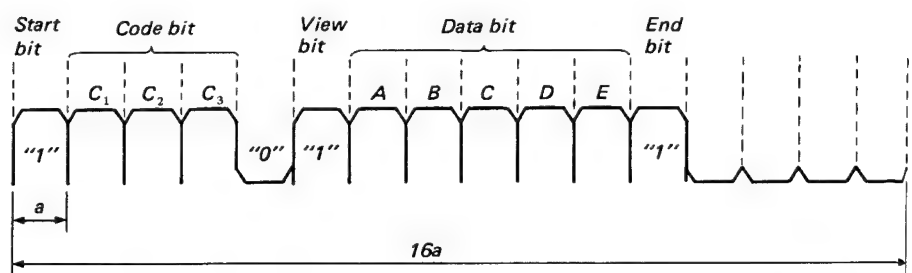 Start bit
Code bit
View bit
Data bit
End bit
C₁ C₂ C₃ A B C D E
"1" "0" "1" "1"
a
16a